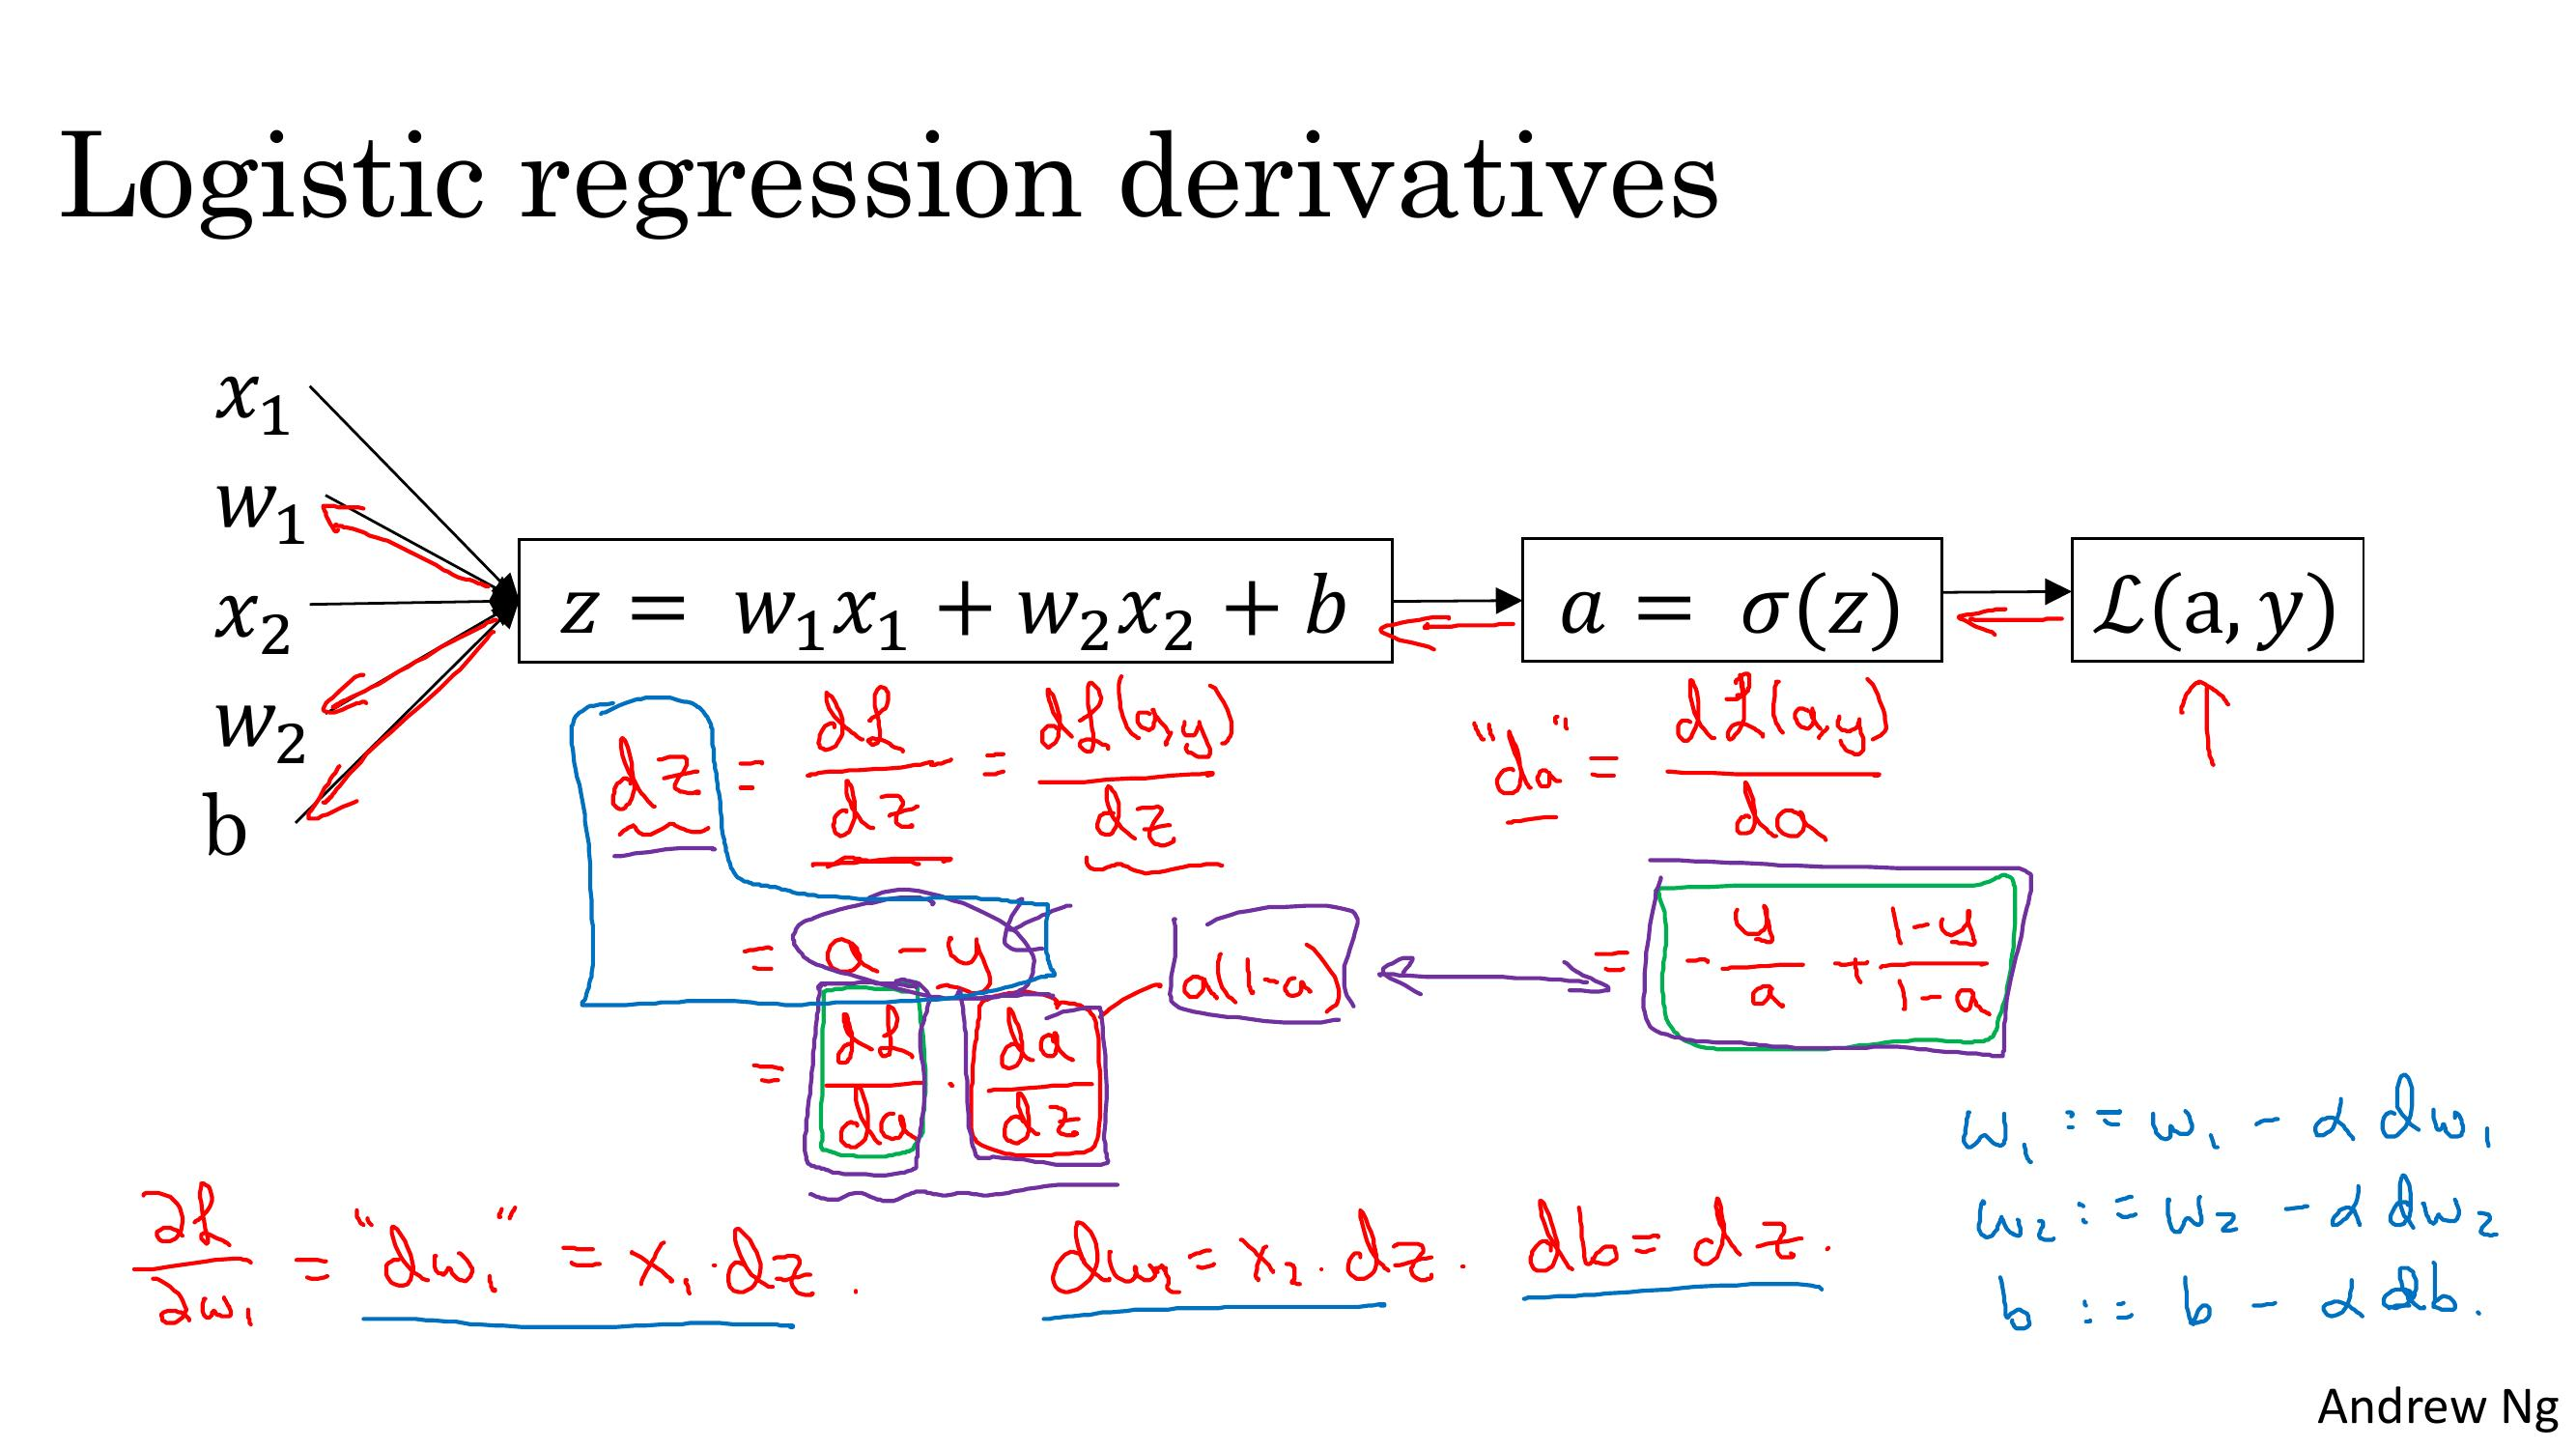 Logistic regression derivatives
x₁
w₁
x₂
w₂
b
z = w₁x₁ + w₂x₂ + b
a = σ(z)
ℒ(a, y)
dz = dℒ/dz = dℒ(a,y)/dz
"da" = dℒ(a,y)/da
= a - y
a(1-a)
= -y/a + (1-y)/(1-a)
= dℒ/da · da/dz
∂ℒ/∂w₁ = "dw₁" = x₁·dz.
dw₂ = x₂·dz.
db = dz.
w₁ := w₁ - α dw₁
w₂ := w₂ - α dw₂
b := b - α db.
Andrew Ng